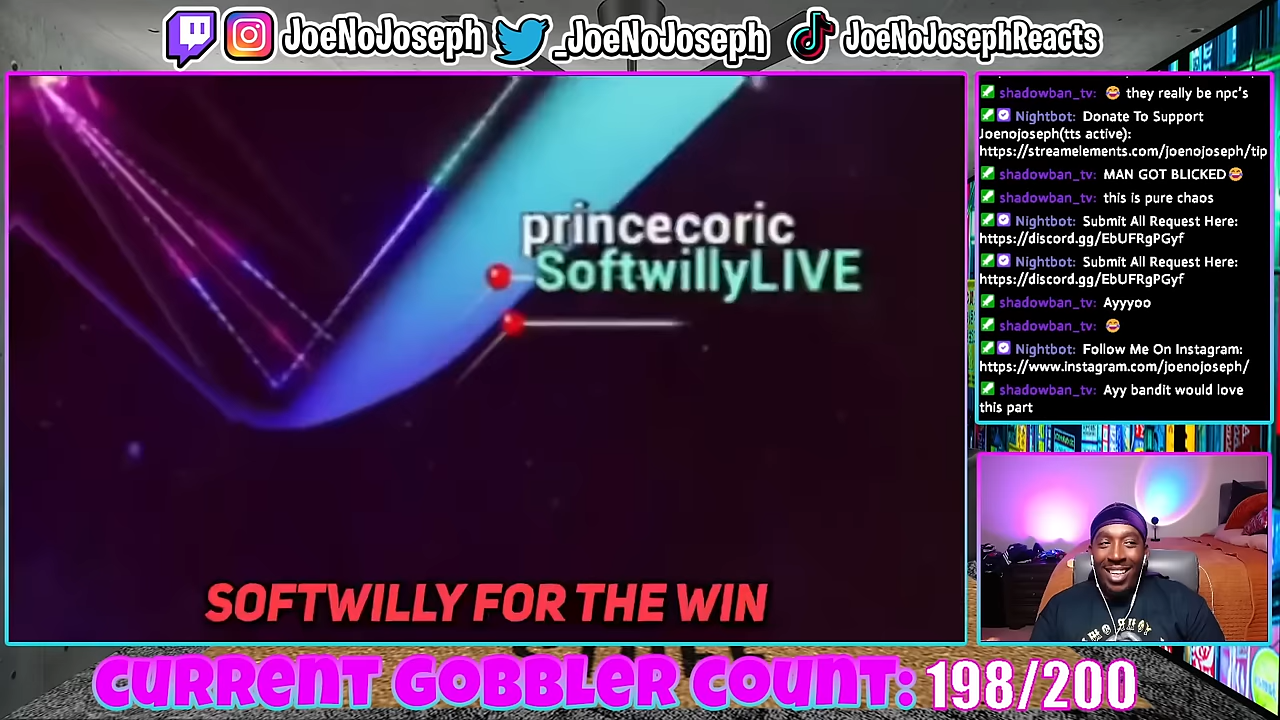 JoeNoJoseph
_JoeNoJoseph
JoeNoJosephReacts
princecoric
SoftwillyLIVE
SOFTWILLY FOR THE WIN
shadowban_tv: 😂 they really be npc's
Nightbot: Donate To Support
Joenojoseph(tts active):
https://streamelements.com/joenojoseph/tip
shadowban_tv: MAN GOT BLICKED😂
shadowban_tv: this is pure chaos
Nightbot: Submit All Request Here:
https://discord.gg/EbUFRgPGyf
Nightbot: Submit All Request Here:
https://discord.gg/EbUFRgPGyf
shadowban_tv: Ayyyoo
shadowban_tv: 😂
Nightbot: Follow Me On Instagram:
https://www.instagram.com/joenojoseph/
shadowban_tv: Ayy bandit would love
this part
CURRENT GOBBLER COUNT: 198/200